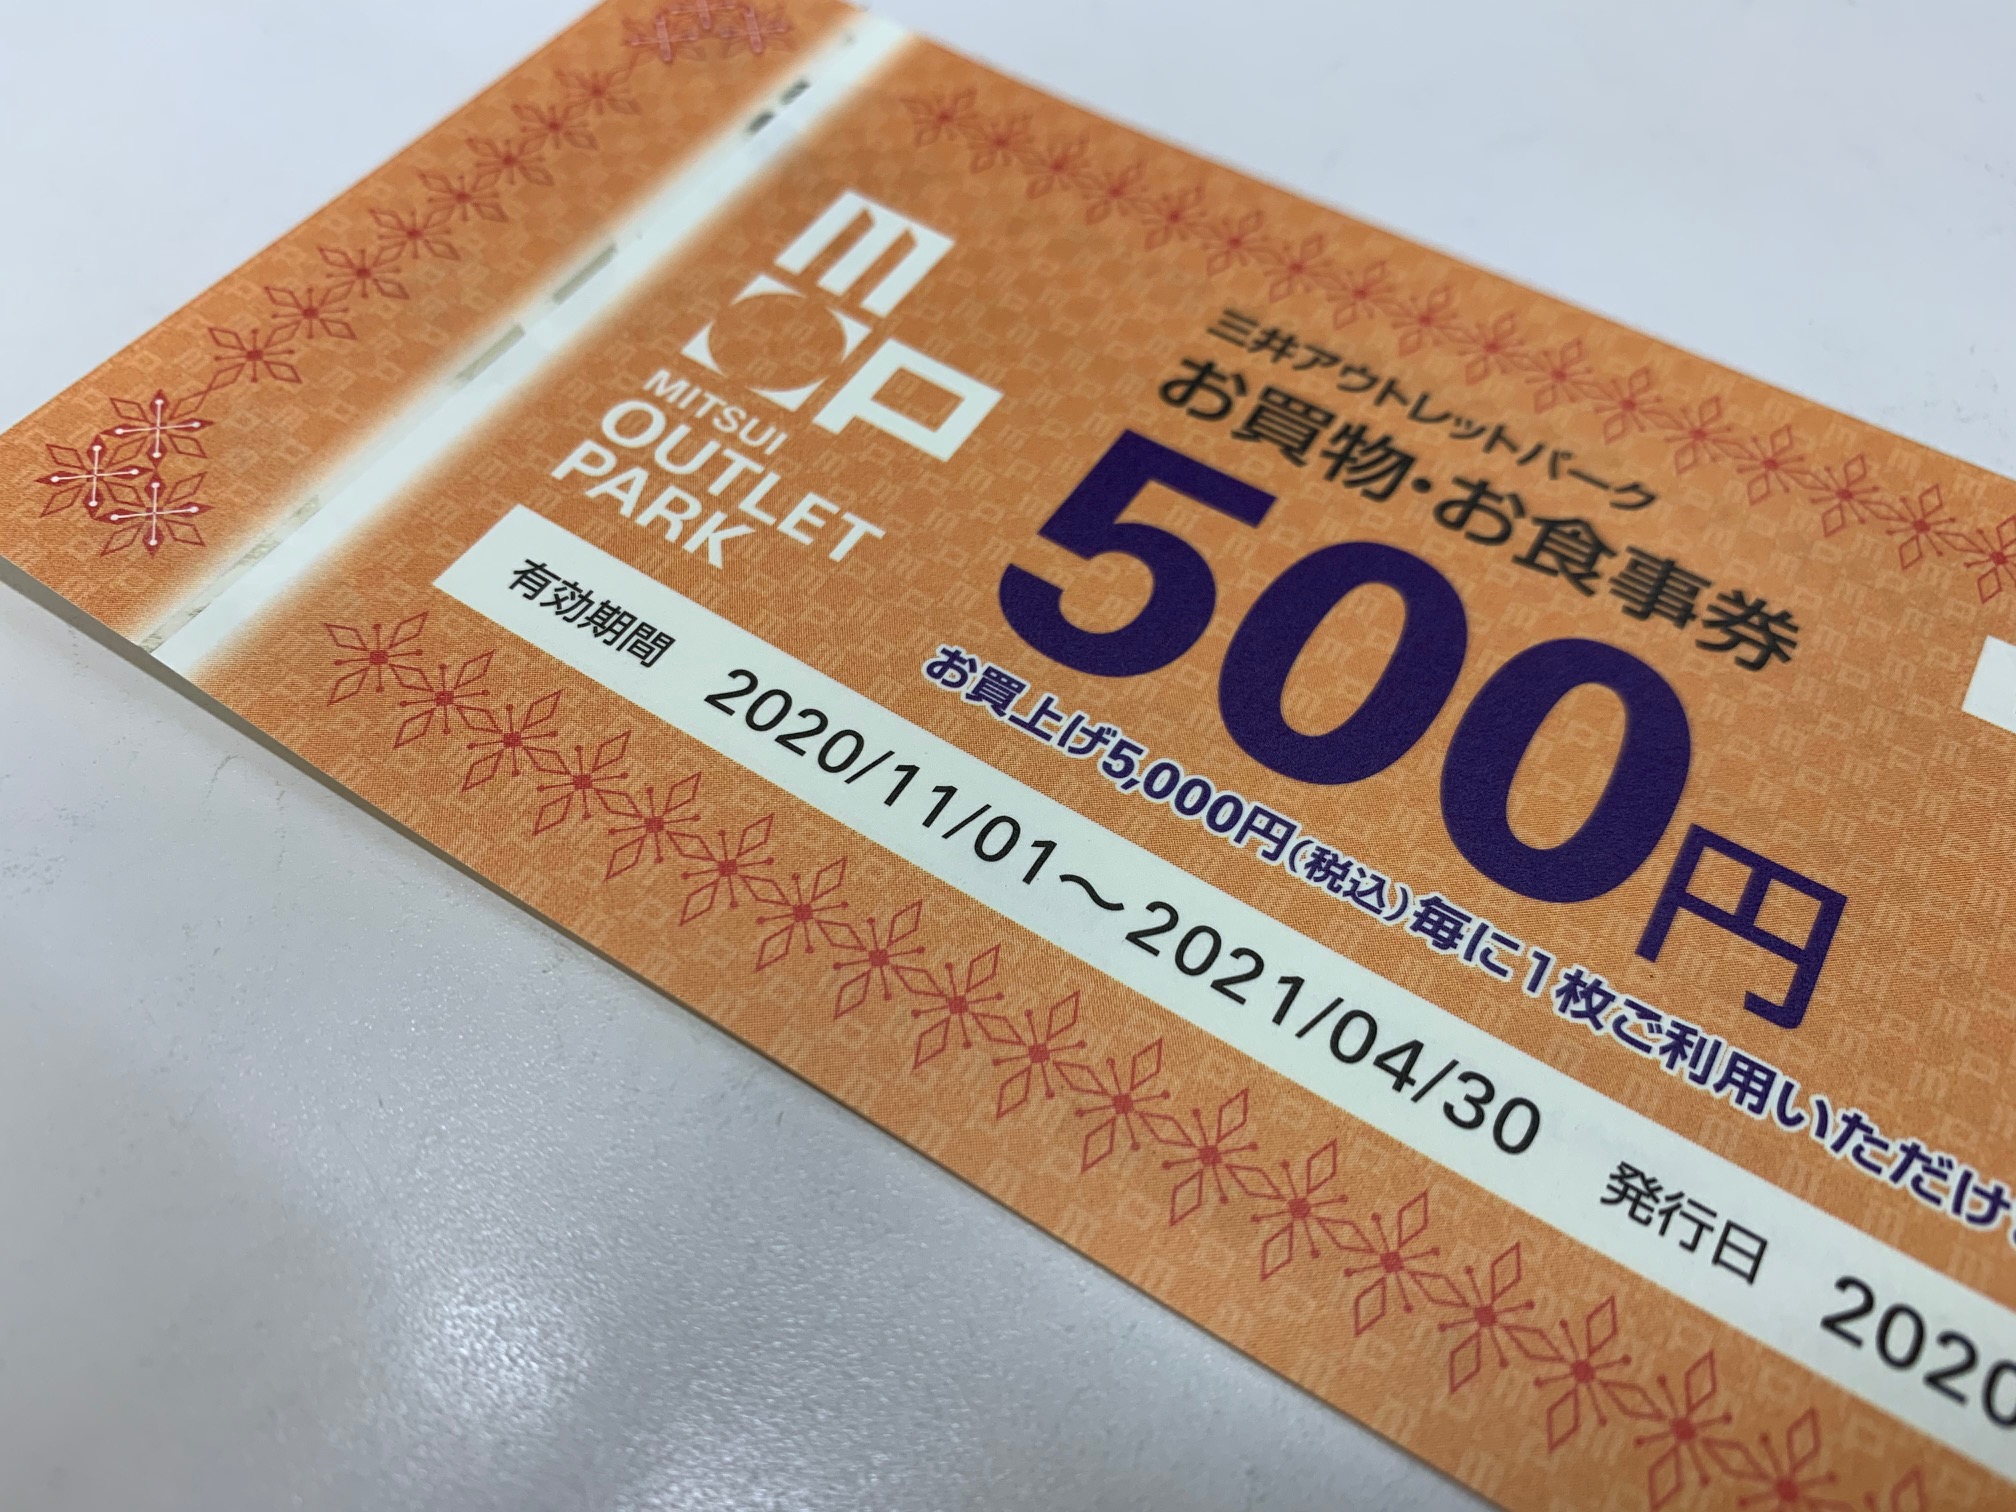 MOP
MITSUI
OUTLET
PARK
三井アウトレットパーク
お買物・お食事券
500円
お買上げ5,000円(税込)毎に1枚ご利用いただけ
有効期間 2020/11/01〜2021/04/30 発行日 2020